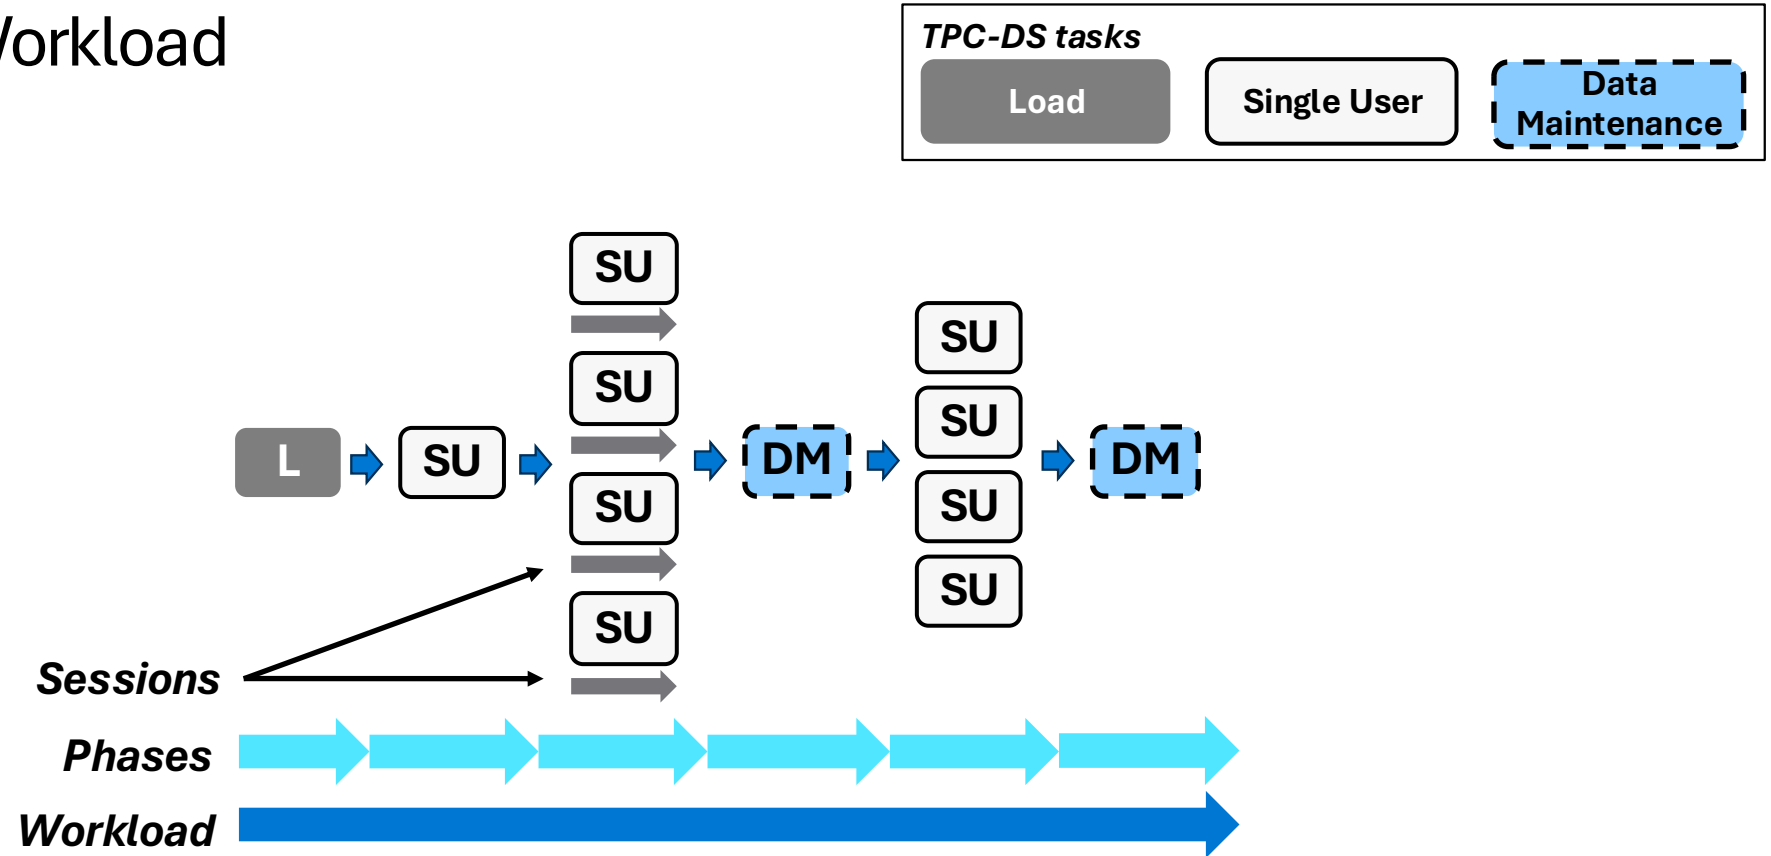 Workload
TPC-DS tasks
Load
Single User
Data
Maintenance
SU
SU
SU
SU
L
SU
DM
SU
SU
SU
SU
DM
Sessions
Phases
Workload